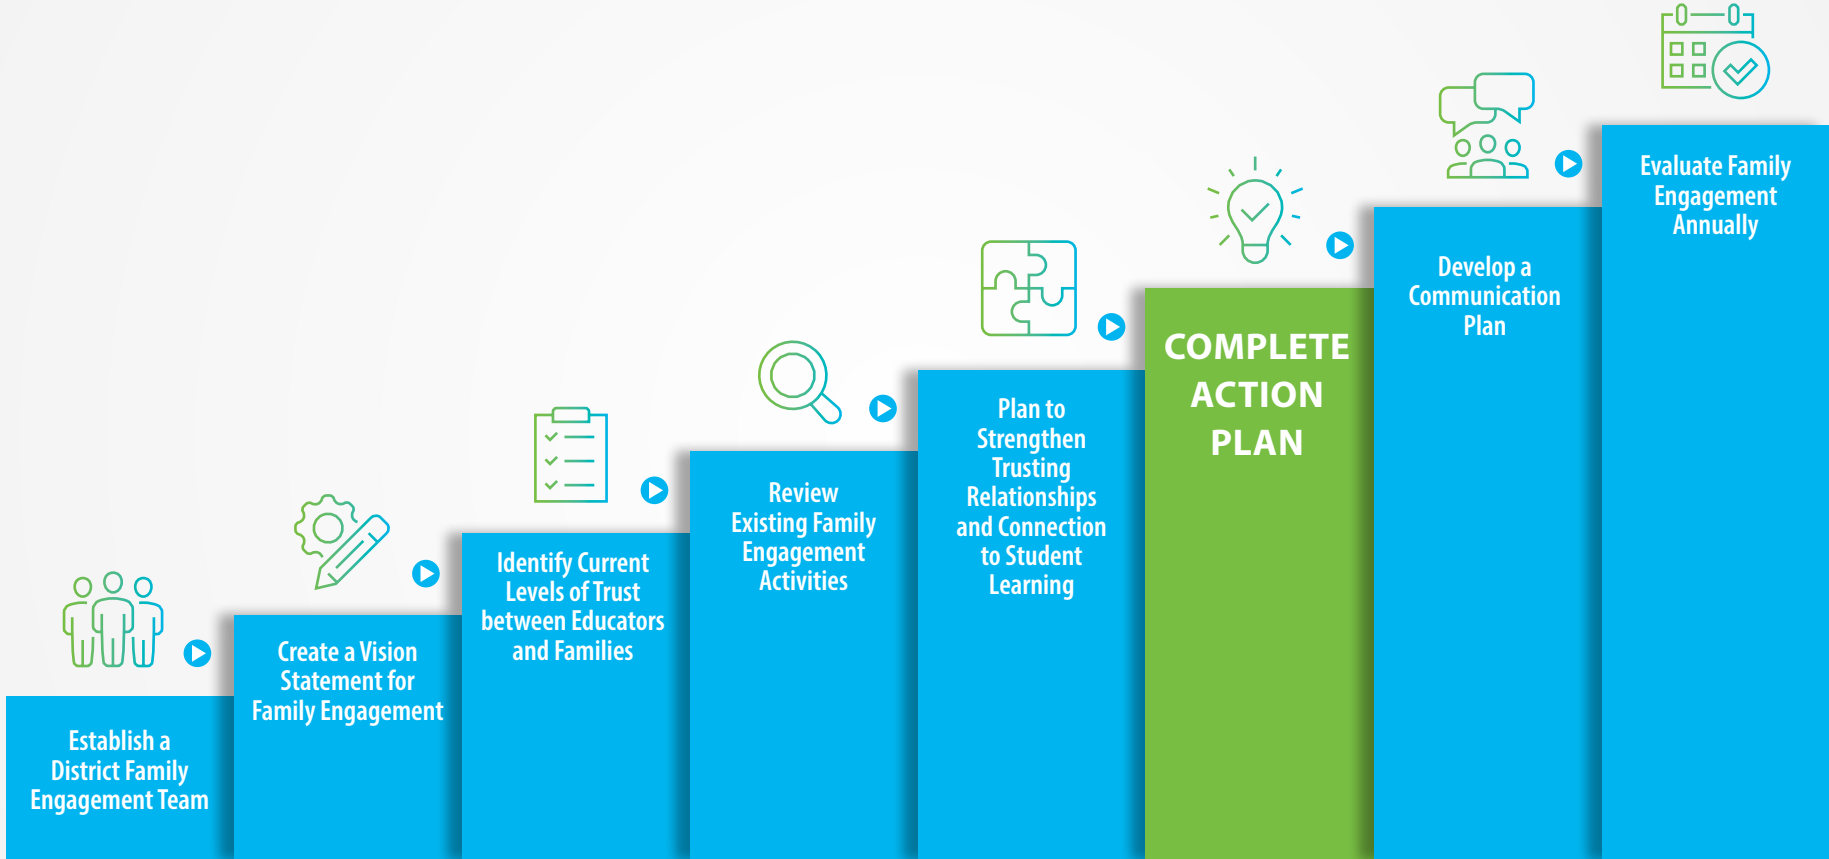 Establish a
District Family
Engagement Team
Create a Vision
Statement for
Family Engagement
Identify Current
Levels of Trust
between Educators
and Families
Review
Existing Family
Engagement
Activities
Plan to
Strengthen
Trusting
Relationships
and Connection
to Student
Learning
COMPLETE
ACTION
PLAN
Develop a
Communication
Plan
Evaluate Family
Engagement
Annually